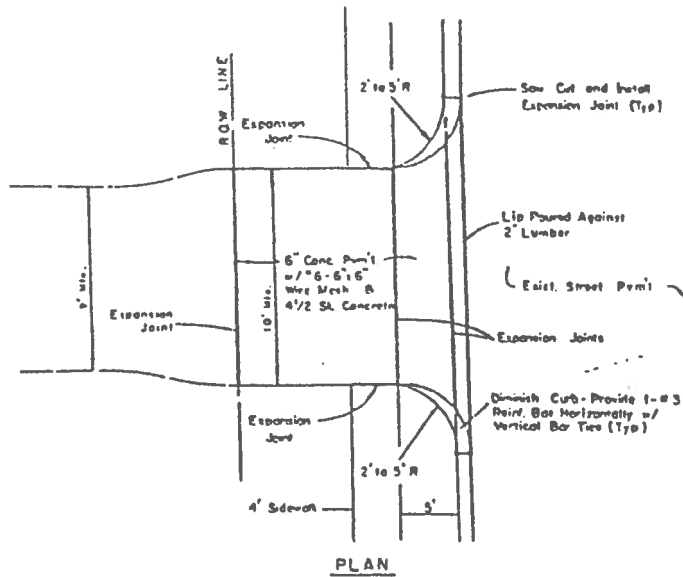 2' to 5' R
Saw Cut and Install
Expansion Joint (Typ)
ROW LINE
Expansion
Joint
Lip Poured Against
2" Lumber
6" Conc. Pvm't
w/ "6-6"x6"
Wire Mesh &
4 1/2 Sk. Concrete
Exist. Street Pvm't
9' Min.
10' Min.
Expansion
Joint
Expansion Joints
Diminish Curb-Provide 1-#3
Reinf. Bar Horizontally w/
Vertical Bar Ties (Typ)
Expansion
Joint
2' to 5' R
4' Sidewalk
5'
PLAN